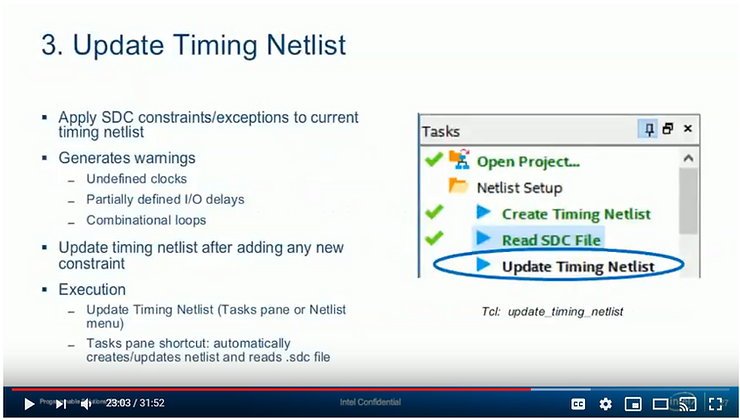 3. Update Timing Netlist
Apply SDC constraints/exceptions to current
timing netlist
Generates warnings
Undefined clocks
Partially defined I/O delays
Combinational loops
Update timing netlist after adding any new
constraint
Execution
Update Timing Netlist (Tasks pane or Netlist
menu)
Tasks pane shortcut: automatically
creates/updates netlist and reads .sdc file
Tasks
Open Project...
Netlist Setup
Create Timing Netlist
Read SDC File
Update Timing Netlist
Tcl: update_timing_netlist
23:03 / 31:52
Intel Confidential
CC